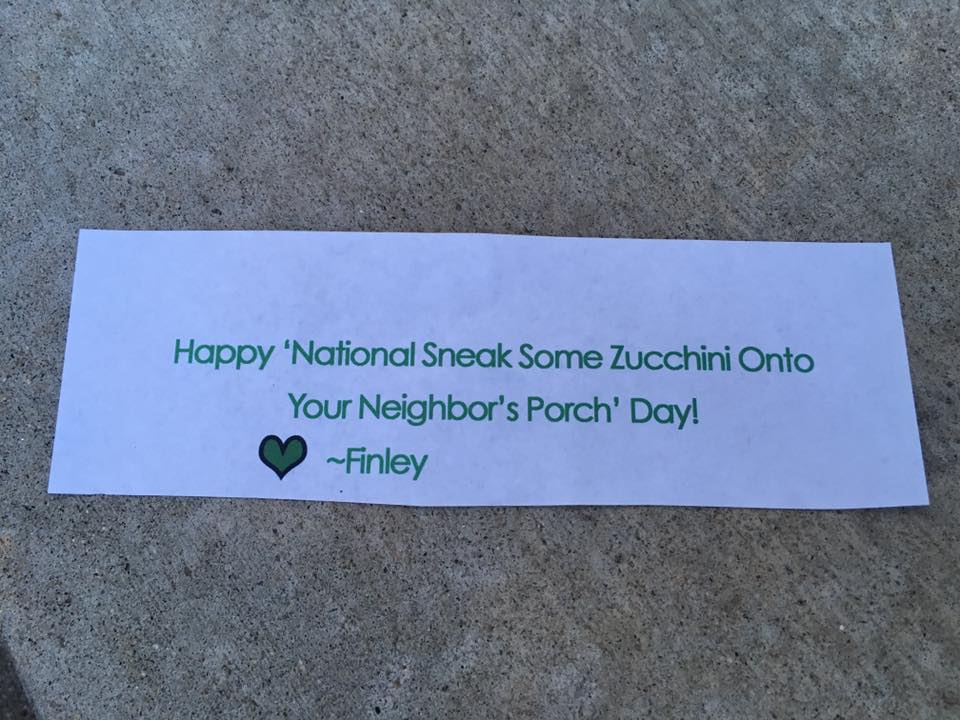 Happy ‘National Sneak Some Zucchini Onto
Your Neighbor’s Porch’ Day!
~Finley